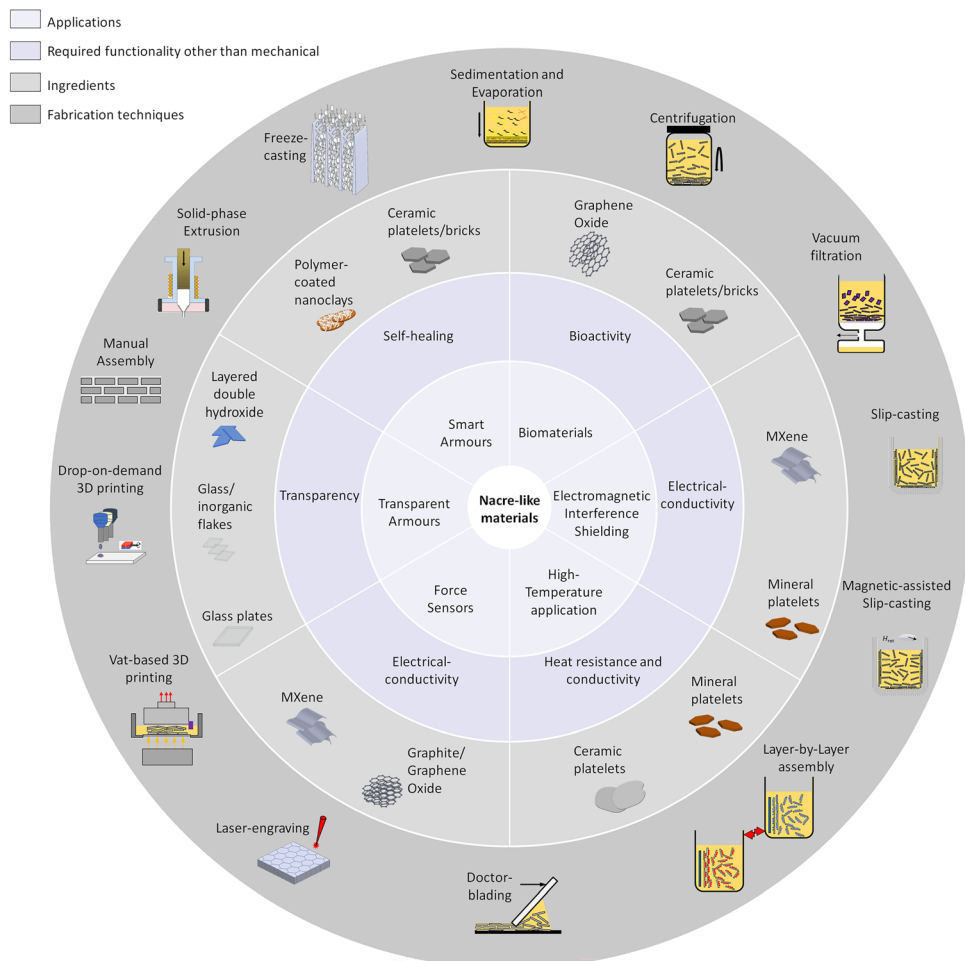 Applications
Required functionality other than mechanical
Ingredients
Fabrication techniques
Sedimentation and
Evaporation
Centrifugation
Freeze-
casting
Solid-phase
Extrusion
Vacuum
filtration
Manual
Assembly
Slip-casting
Drop-on-demand
3D printing
Magnetic-assisted
Slip-casting
H_rot
Vat-based 3D
printing
Layer-by-Layer
assembly
Laser-engraving
Doctor-
blading
Ceramic
platelets/bricks
Polymer-
coated
nanoclays
Graphene
Oxide
Ceramic
platelets/bricks
Layered
double
hydroxide
Glass/
inorganic
flakes
Glass plates
MXene
Mineral
platelets
MXene
Graphite/
Graphene
Oxide
Mineral
platelets
Ceramic
platelets
Self-healing
Bioactivity
Transparency
Electrical-
conductivity
Electrical-
conductivity
Heat resistance and
conductivity
Smart
Armours
Biomaterials
Transparent
Armours
Nacre-like
materials
Electromagnetic
Interference
Shielding
Force
Sensors
High-
Temperature
application